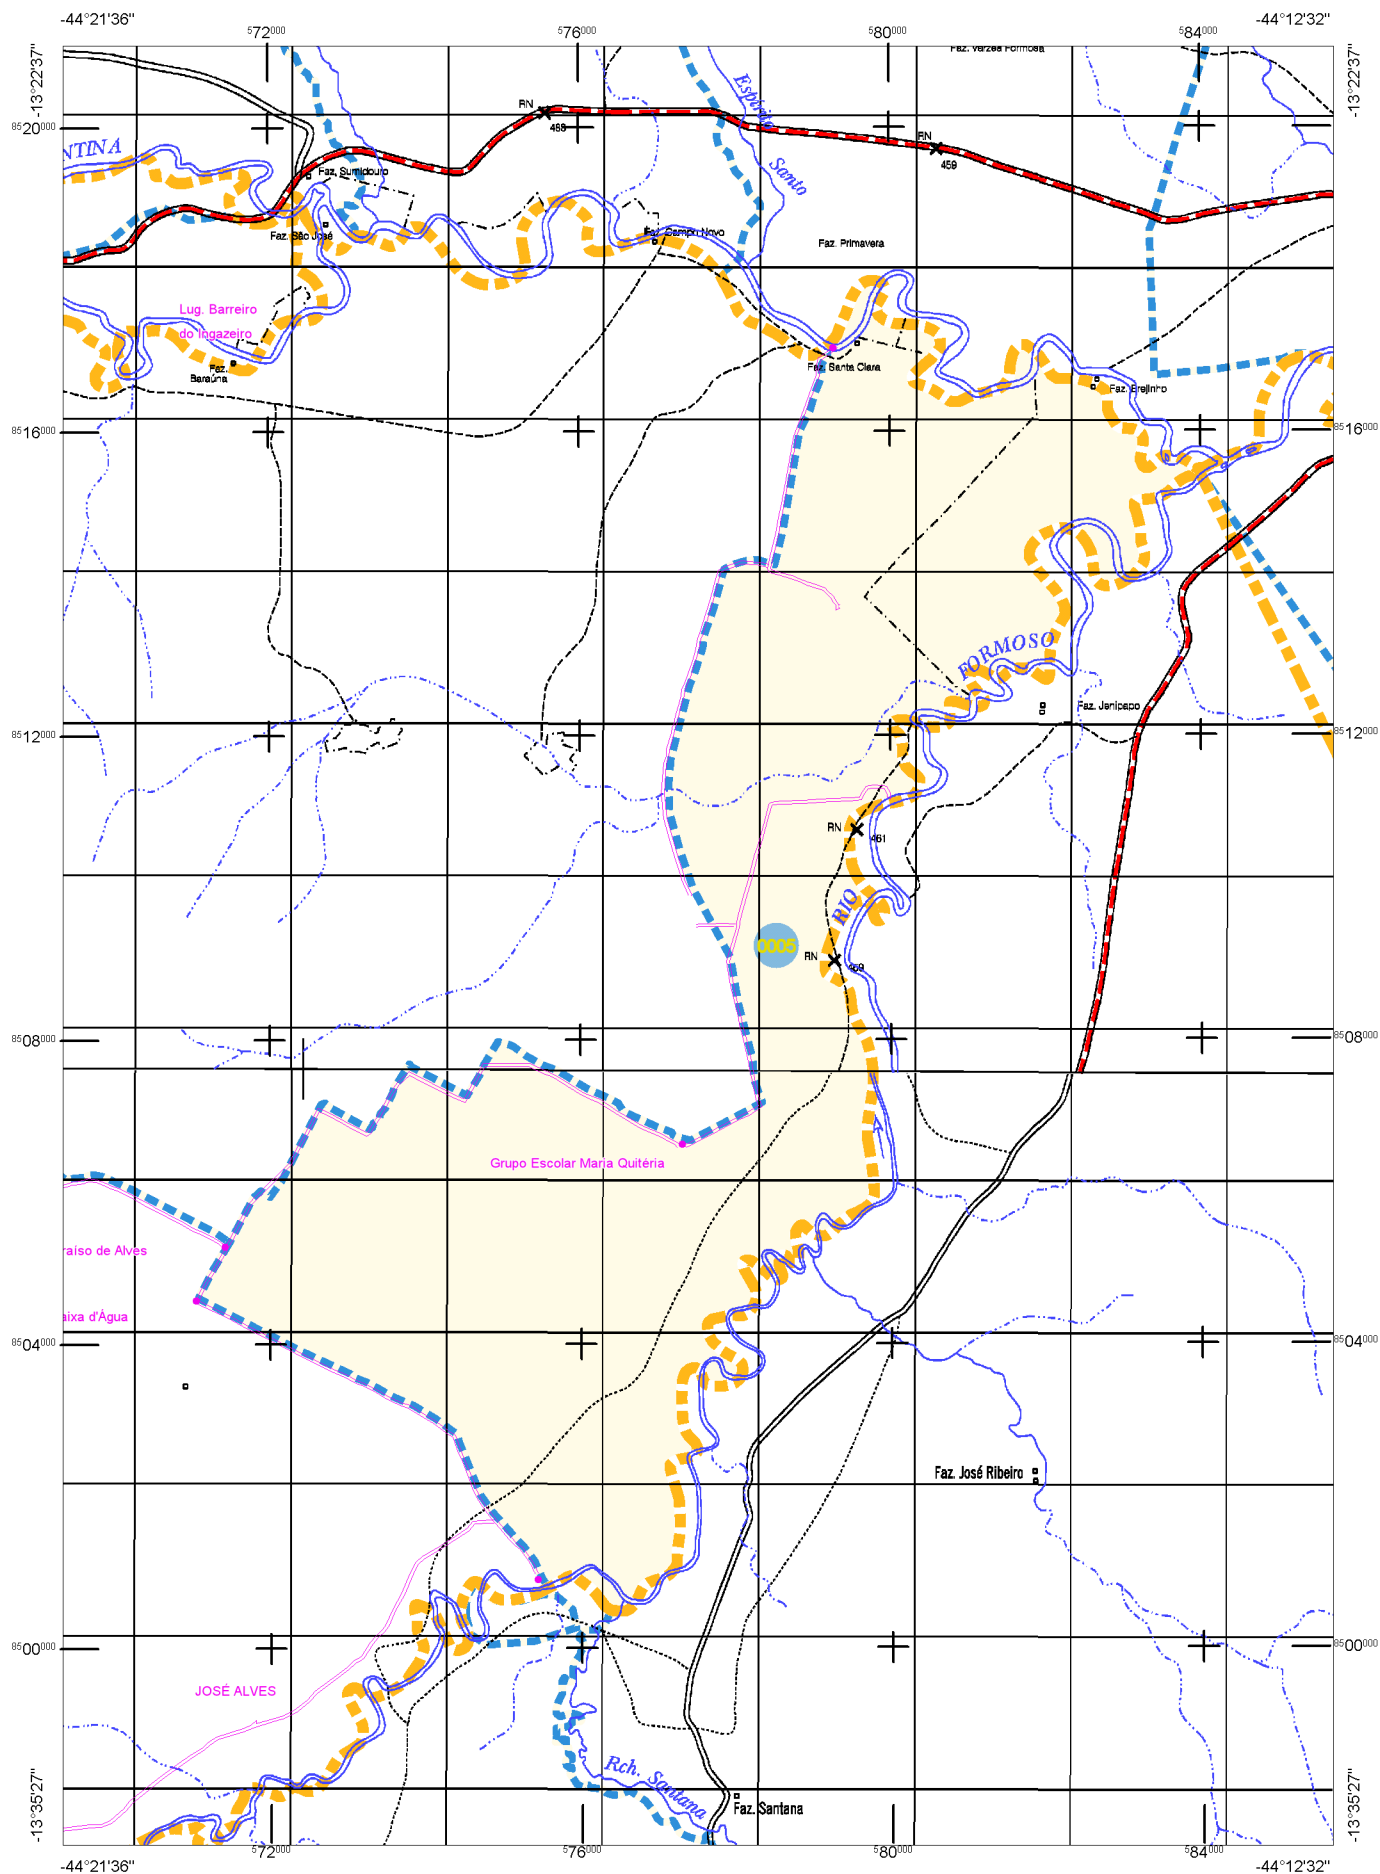 -44°21'36"
-44°12'32"
572000
576000
580000
584000
-13°22'37"
-13°22'37"
Faz. Várzea Formosa
Espírito
Santo
RN
468
RN
459
8520000
8520000
NTINA
Faz. Sumidouro
Faz. São José
Faz. Campo Novo
Faz. Primavera
Lug. Barreiro
do Ingazeiro
Faz.
Baraúna
Faz. Santa Clara
Faz. Brejinho
8516000
8516000
FORMOSO
Faz. Jenipapo
8512000
8512000
RN
461
RIO
0005
RN
459
8508000
8508000
Grupo Escolar Maria Quitéria
raíso de Alves
aixa d'Água
8504000
8504000
Faz. José Ribeiro
8500000
8500000
JOSÉ ALVES
Rch. Santana
Faz. Santana
-13°35'27"
-13°35'27"
572000
576000
580000
584000
-44°21'36"
-44°12'32"